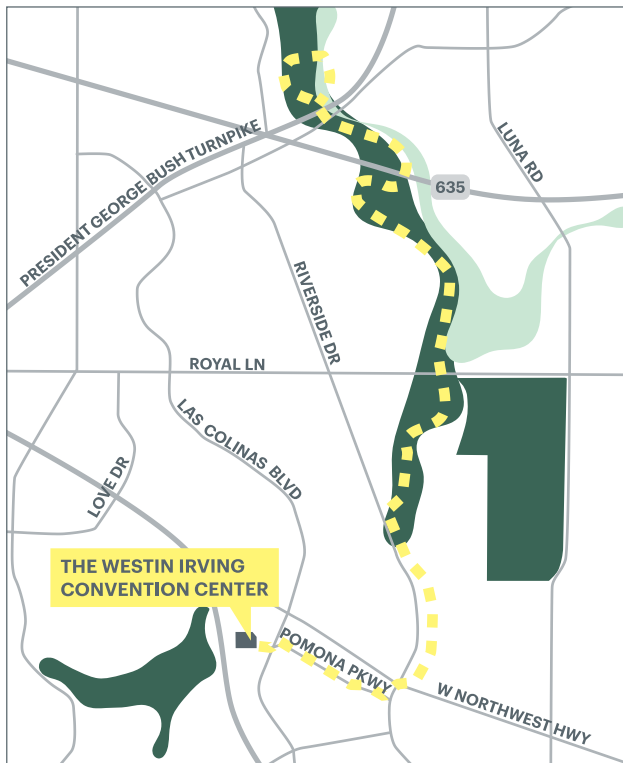 PRESIDENT GEORGE BUSH TURNPIKE
635
LUNA RD
RIVERSIDE DR
ROYAL LN
LAS COLINAS BLVD
LOVE DR
THE WESTIN IRVING
CONVENTION CENTER
POMONA PKWY
W NORTHWEST HWY